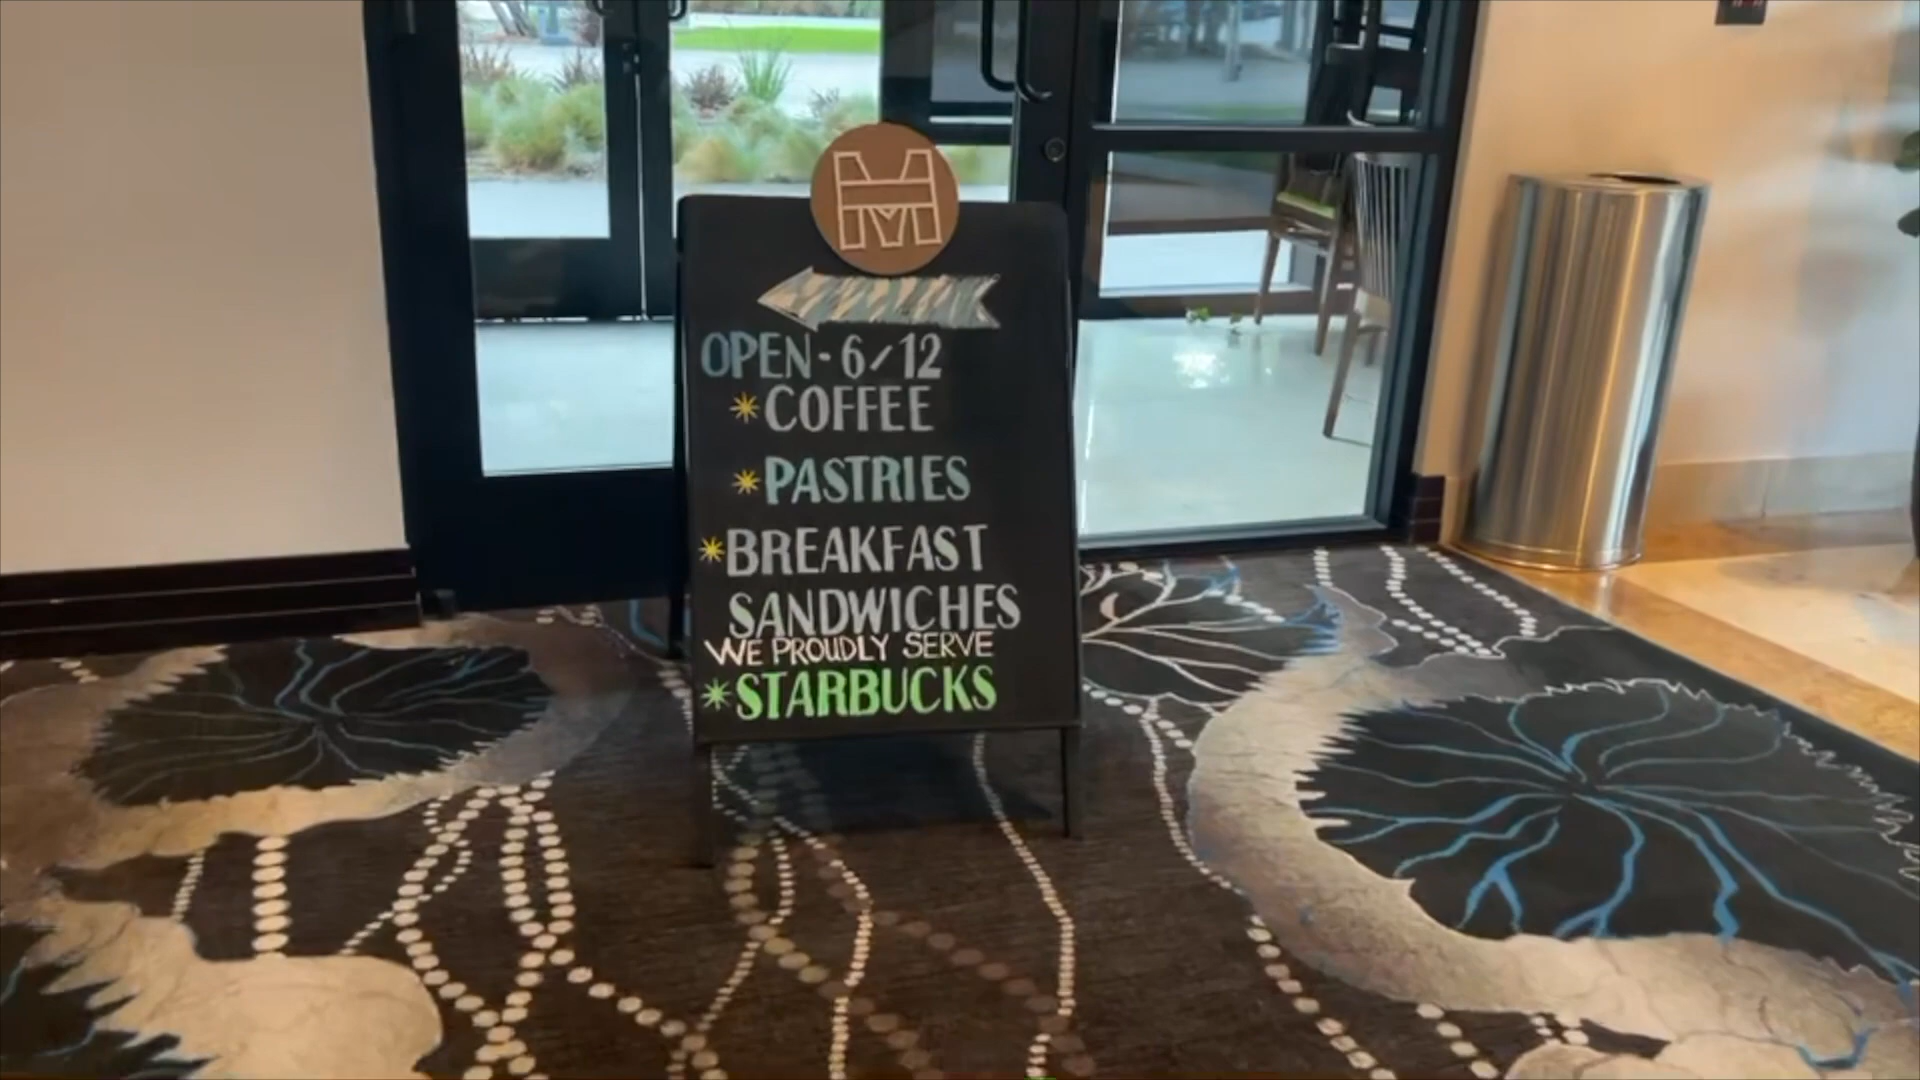 OPEN - 6/12
COFFEE
PASTRIES
BREAKFAST
SANDWICHES
WE PROUDLY SERVE
STARBUCKS